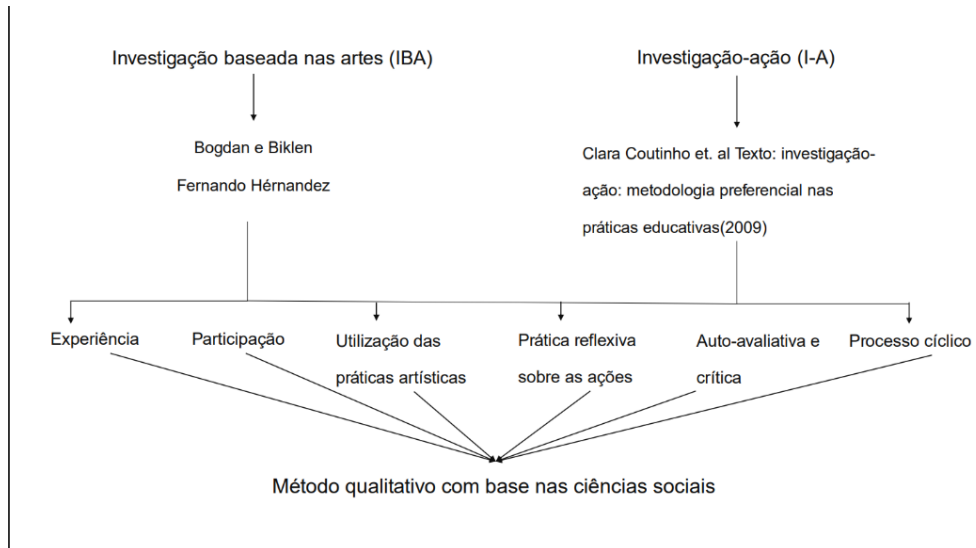 Investigação baseada nas artes (IBA)
Investigação-ação (I-A)
Bogdan e Biklen
Fernando Hérnandez
Clara Coutinho et. al Texto: investigação-
ação: metodologia preferencial nas
práticas educativas(2009)
Experiência
Participação
Utilização das
práticas artísticas
Prática reflexiva
sobre as ações
Auto-avaliativa e
crítica
Processo cíclico
Método qualitativo com base nas ciências sociais